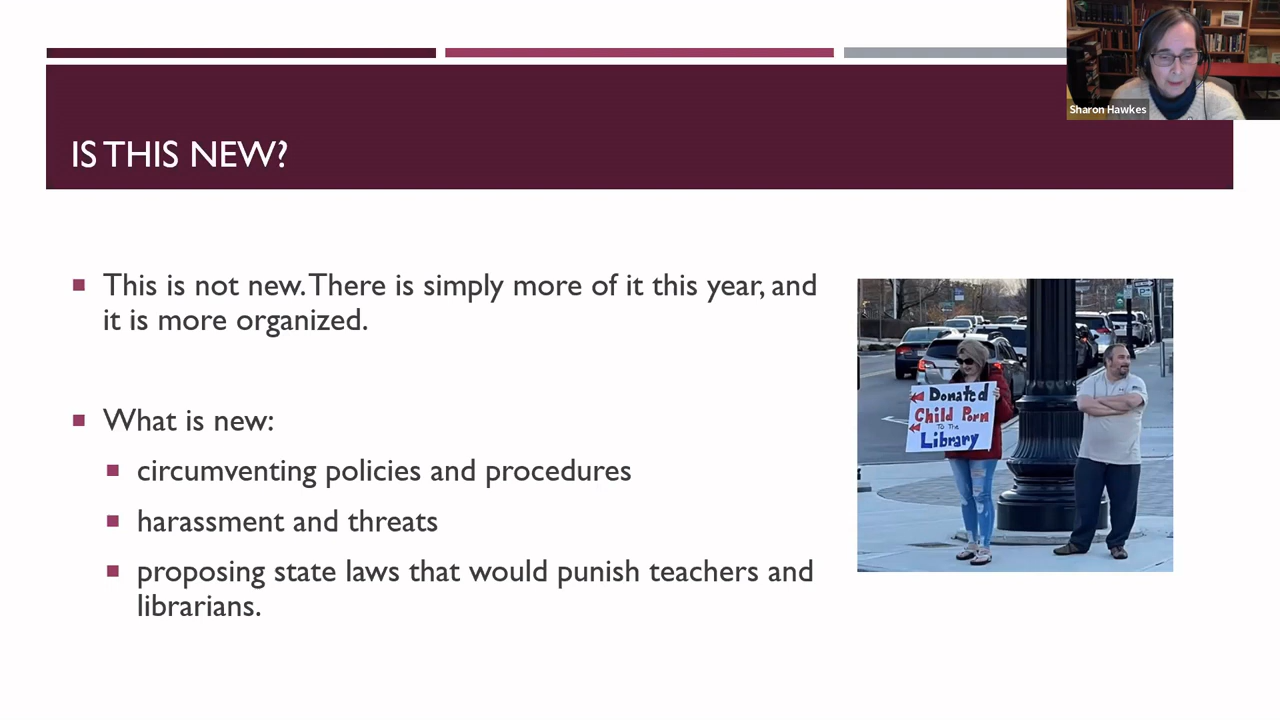 Sharon Hawkes
IS THIS NEW?
This is not new. There is simply more of it this year, and
it is more organized.
What is new:
circumventing policies and procedures
harassment and threats
proposing state laws that would punish teachers and
librarians.
Donated
Child Porn
TO THE
Library